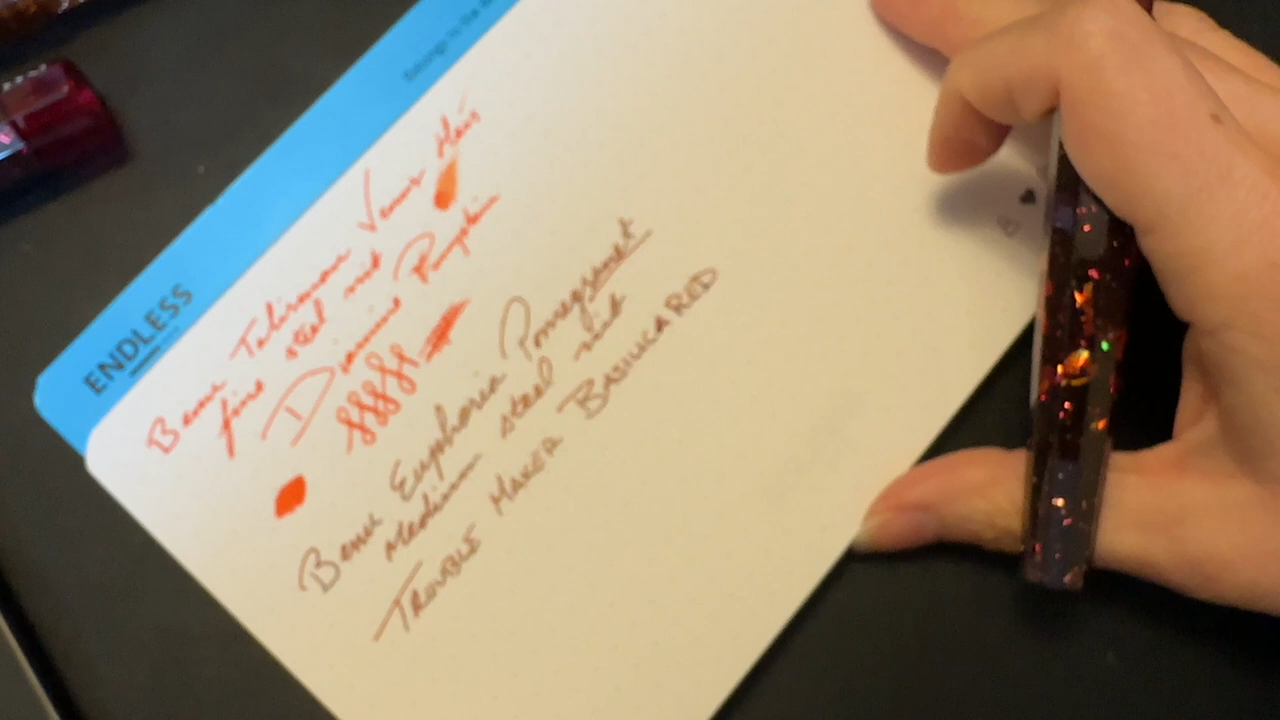 ENDLESS
Benu Talisman Venus Hair
fine steel nib
Diamine Pumpkin
Benu Euphoria Pomegranet
Medium steel nib
TROUBLE MAKER BASILICA RED